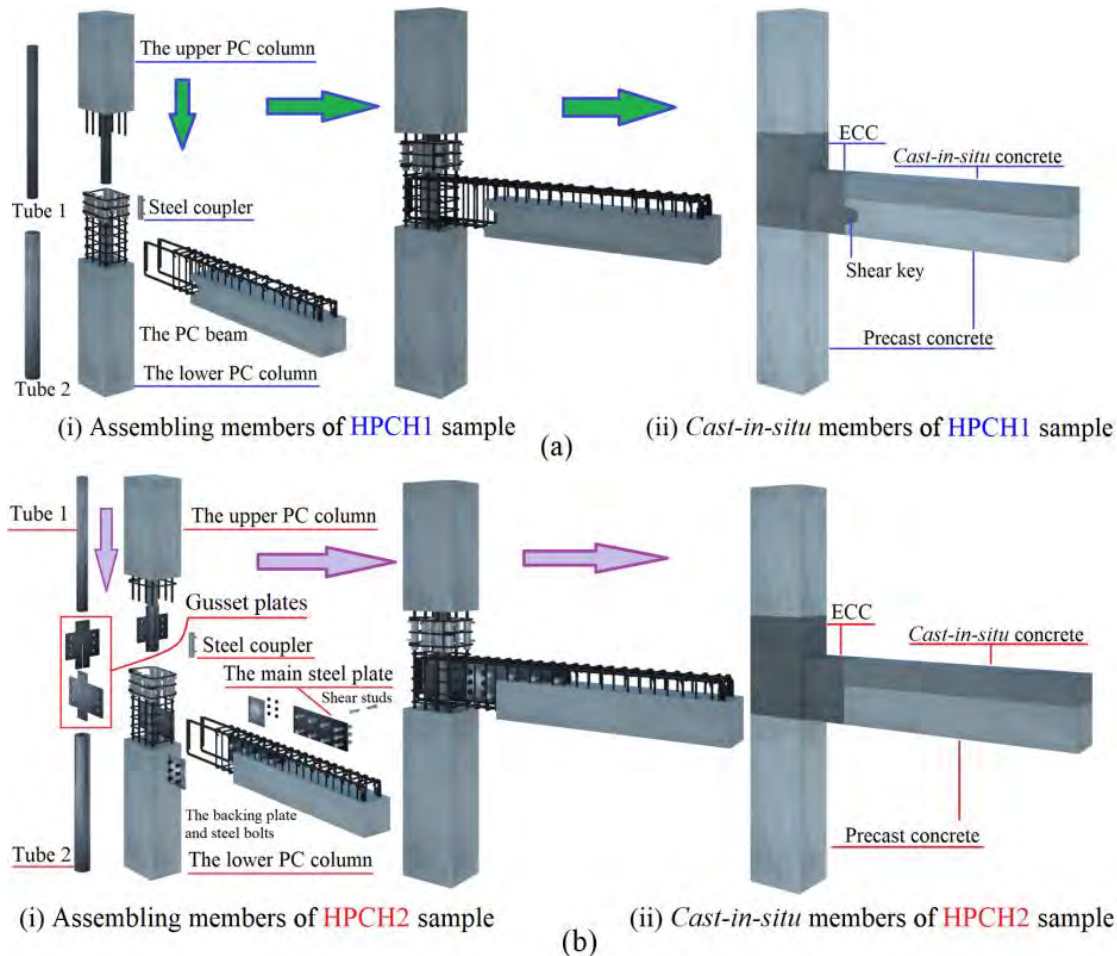 The upper PC column
Tube 1
Steel coupler
The PC beam
Tube 2
The lower PC column
ECC
Cast-in-situ concrete
Shear key
Precast concrete
(i) Assembling members of HPCH1 sample
(ii) Cast-in-situ members of HPCH1 sample
(a)
Tube 1
The upper PC column
Gusset plates
Steel coupler
The main steel plate
Shear studs
The backing plate
and steel bolts
Tube 2
The lower PC column
ECC
Cast-in-situ concrete
Precast concrete
(i) Assembling members of HPCH2 sample
(ii) Cast-in-situ members of HPCH2 sample
(b)